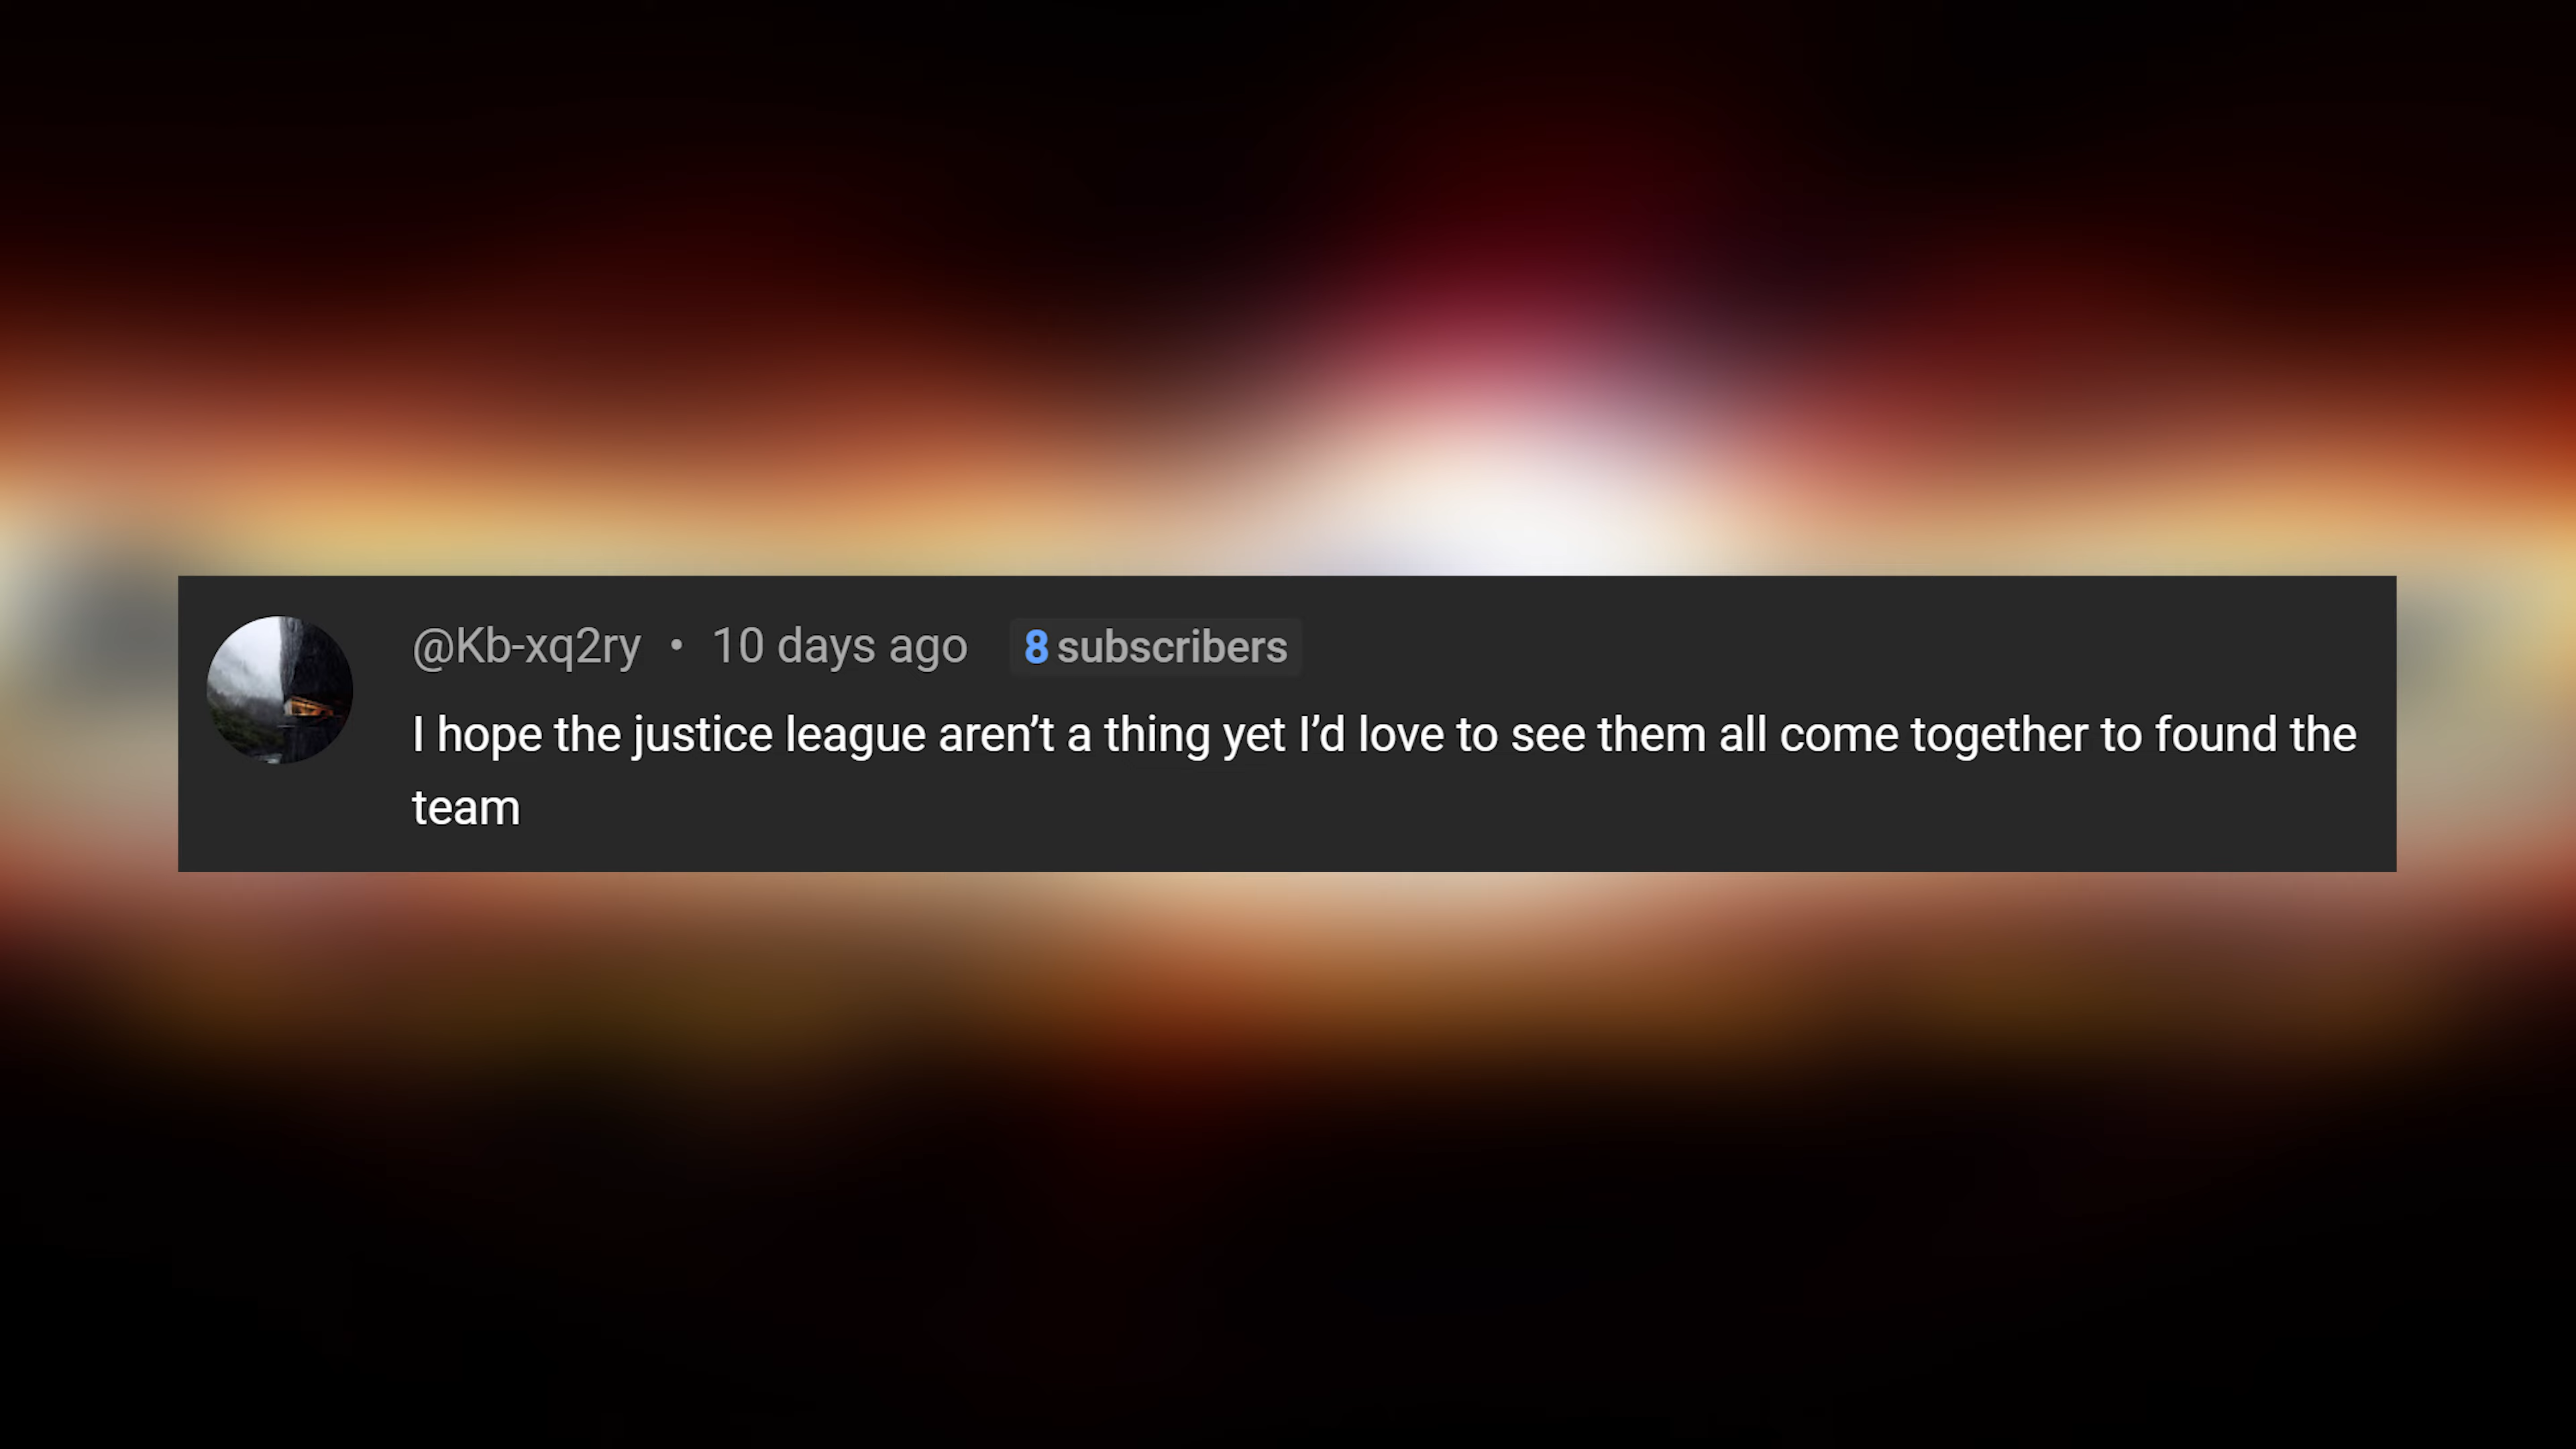 @Kb-xq2ry • 10 days ago 8 subscribers
I hope the justice league aren’t a thing yet I’d love to see them all come together to found the
team